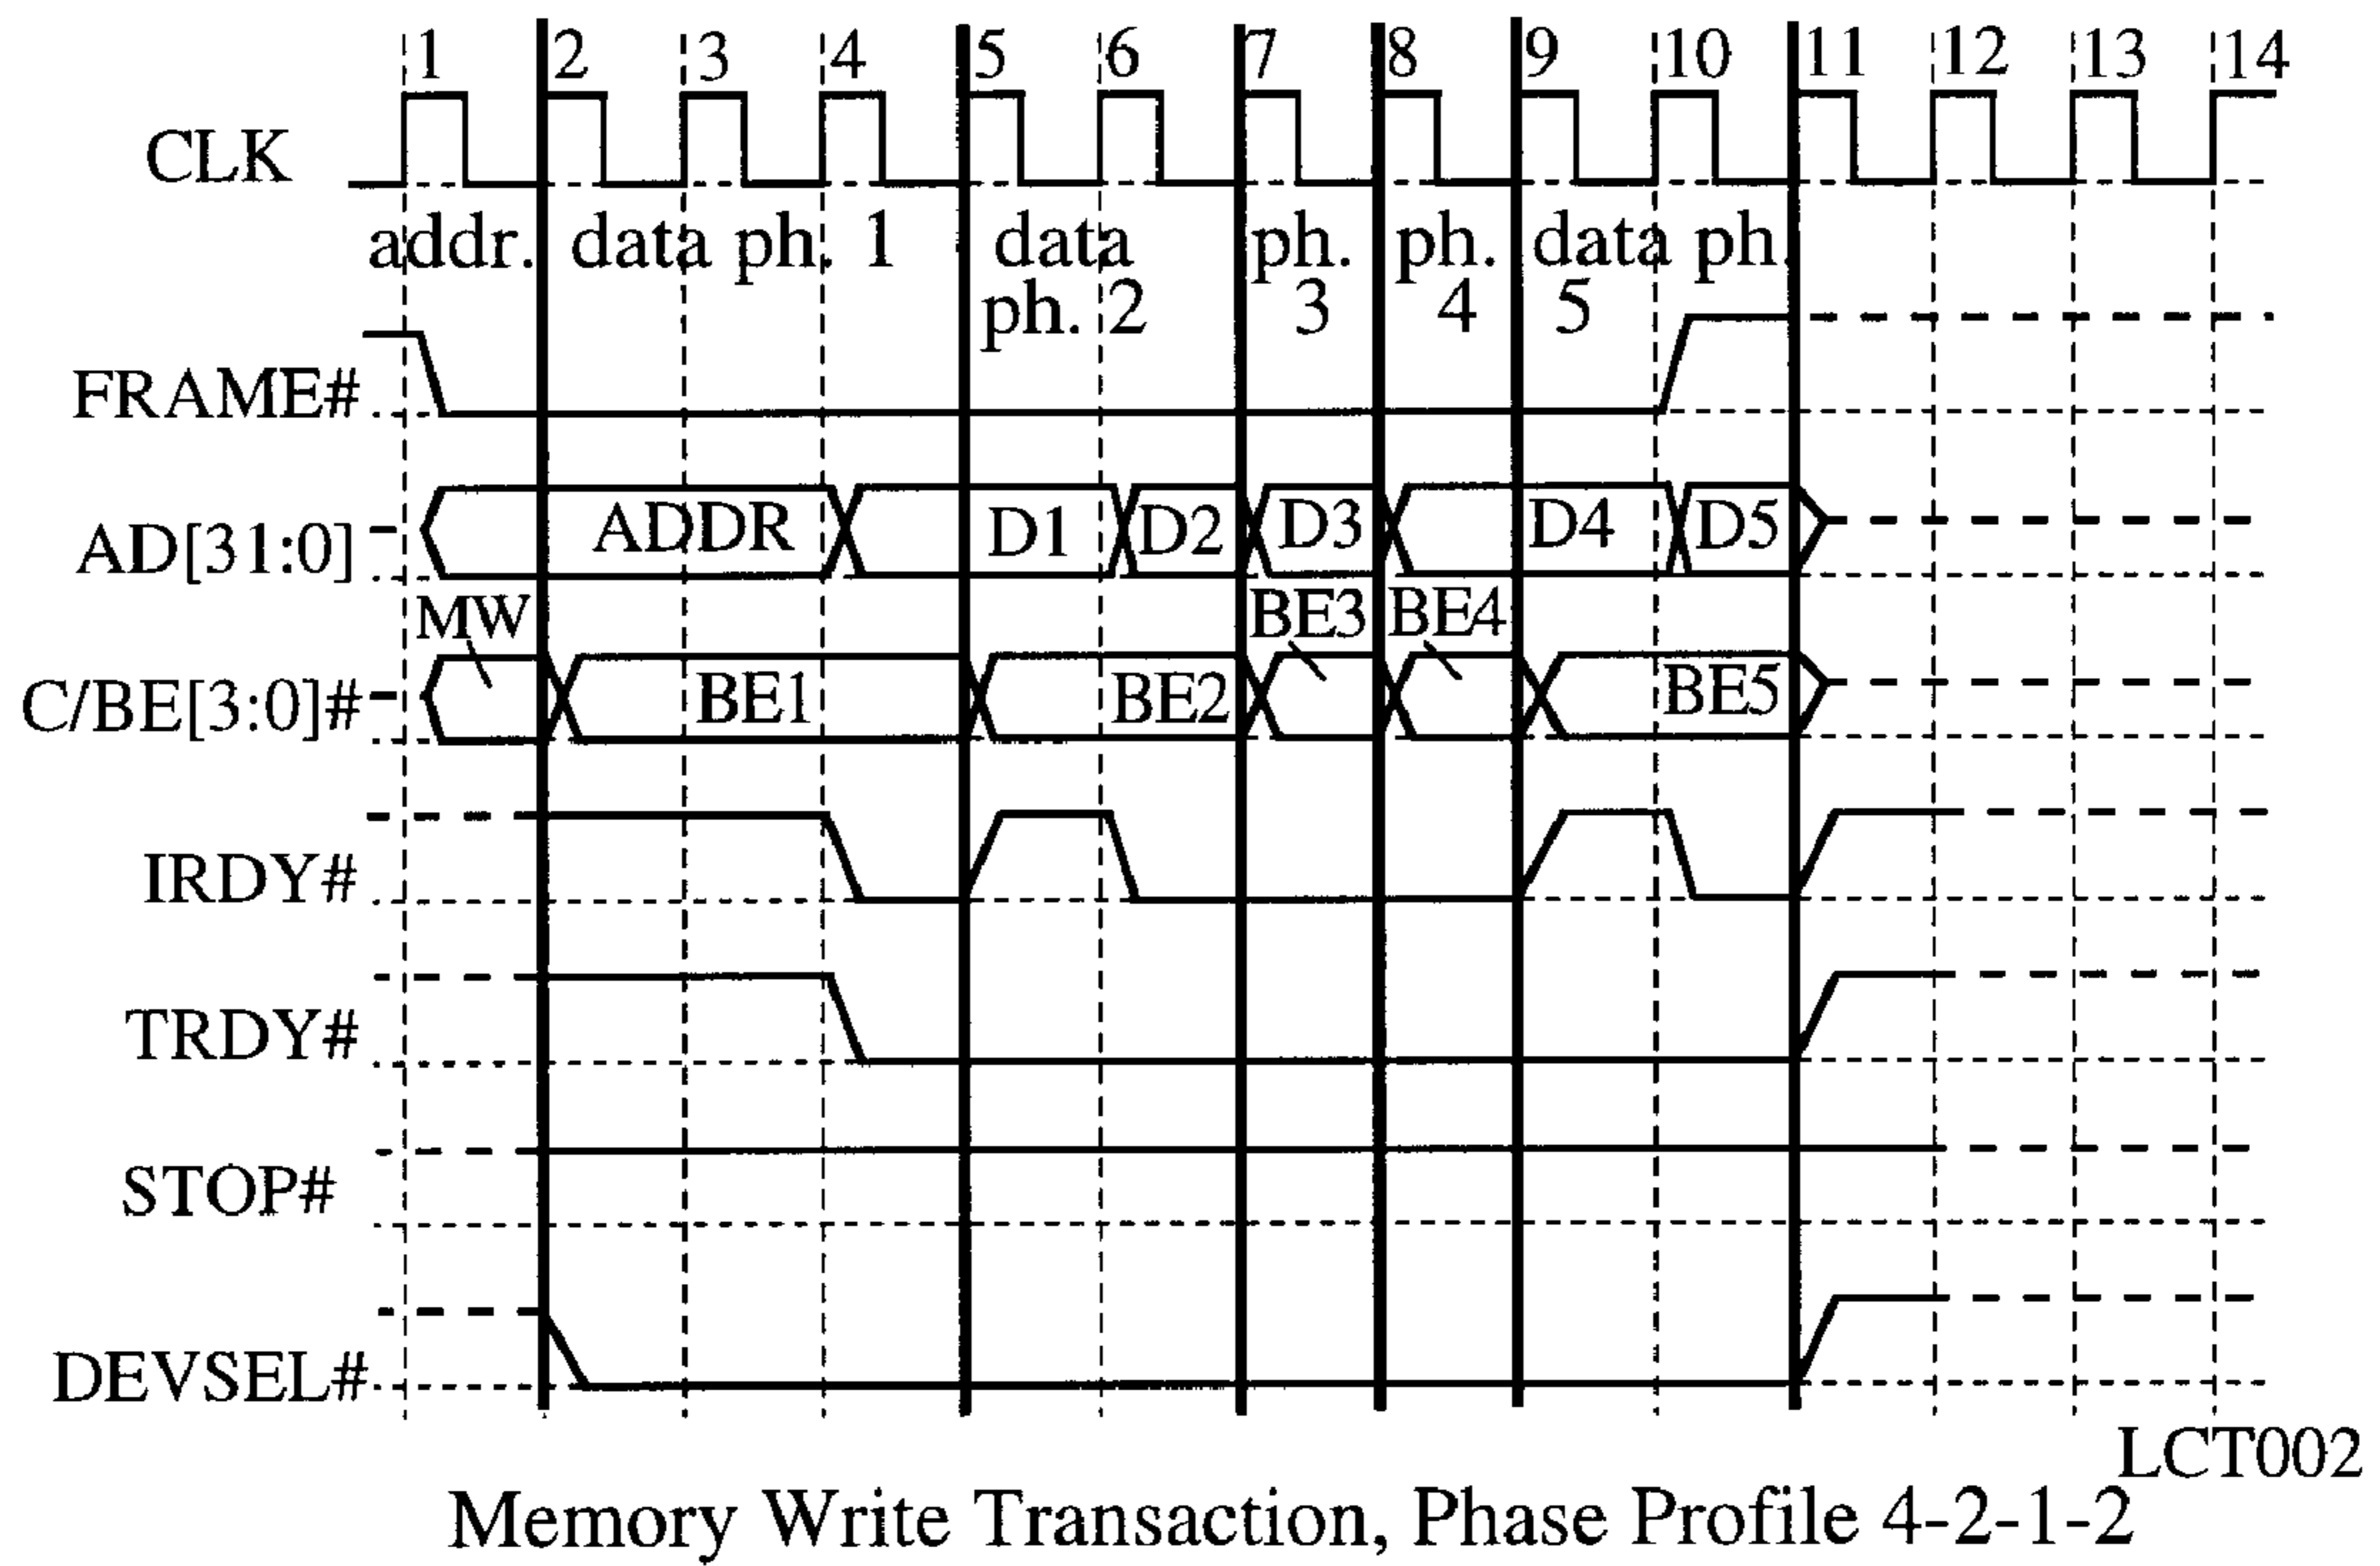 1 2 3 4 5 6 7 8 9 10 11 12 13 14
CLK
addr. data ph. 1 data ph. 2 ph. 3 ph. 4 data ph. 5
FRAME#
AD[31:0] ADDR D1 D2 D3 D4 D5
MW BE3 BE4
C/BE[3:0]# BE1 BE2 BE5
IRDY#
TRDY#
STOP#
DEVSEL#
LCT002
Memory Write Transaction, Phase Profile 4-2-1-2